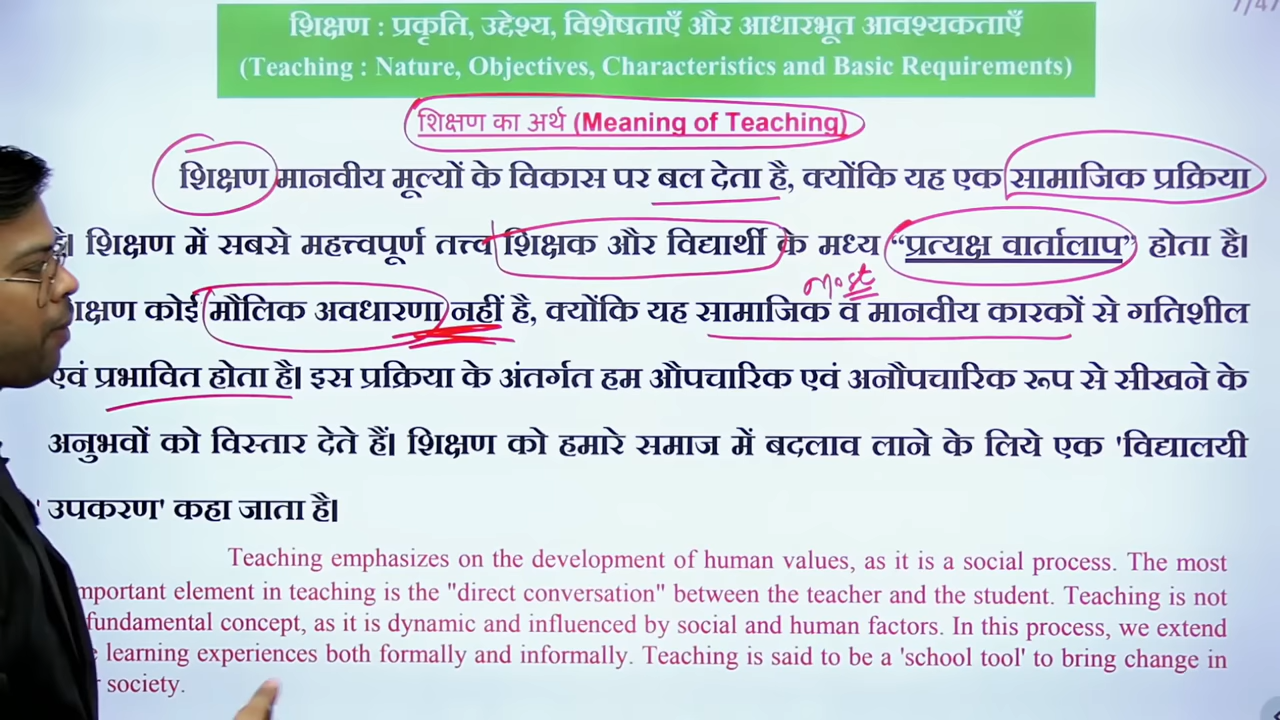 7/47
शिक्षण : प्रकृति, उद्देश्य, विशेषताएँ और आधारभूत आवश्यकताएँ
(Teaching : Nature, Objectives, Characteristics and Basic Requirements)
शिक्षण का अर्थ (Meaning of Teaching)
शिक्षण मानवीय मूल्यों के विकास पर बल देता है, क्योंकि यह एक सामाजिक प्रक्रिया
है। शिक्षण में सबसे महत्त्वपूर्ण तत्त्व शिक्षक और विद्यार्थी के मध्य “प्रत्यक्ष वार्तालाप” होता है।
most
कोई मौलिक अवधारणा नहीं है, क्योंकि यह सामाजिक व मानवीय कारकों से गतिशील
एवं प्रभावित होता है। इस प्रक्रिया के अंतर्गत हम औपचारिक एवं अनौपचारिक रूप से सीखने के
अनुभवों को विस्तार देते हैं। शिक्षण को हमारे समाज में बदलाव लाने के लिये एक 'विद्यालयी
उपकरण' कहा जाता है।
Teaching emphasizes on the development of human values, as it is a social process. The most
mportant element in teaching is the "direct conversation" between the teacher and the student. Teaching is not
fundamental concept, as it is dynamic and influenced by social and human factors. In this process, we extend
learning experiences both formally and informally. Teaching is said to be a 'school tool' to bring change in
society.